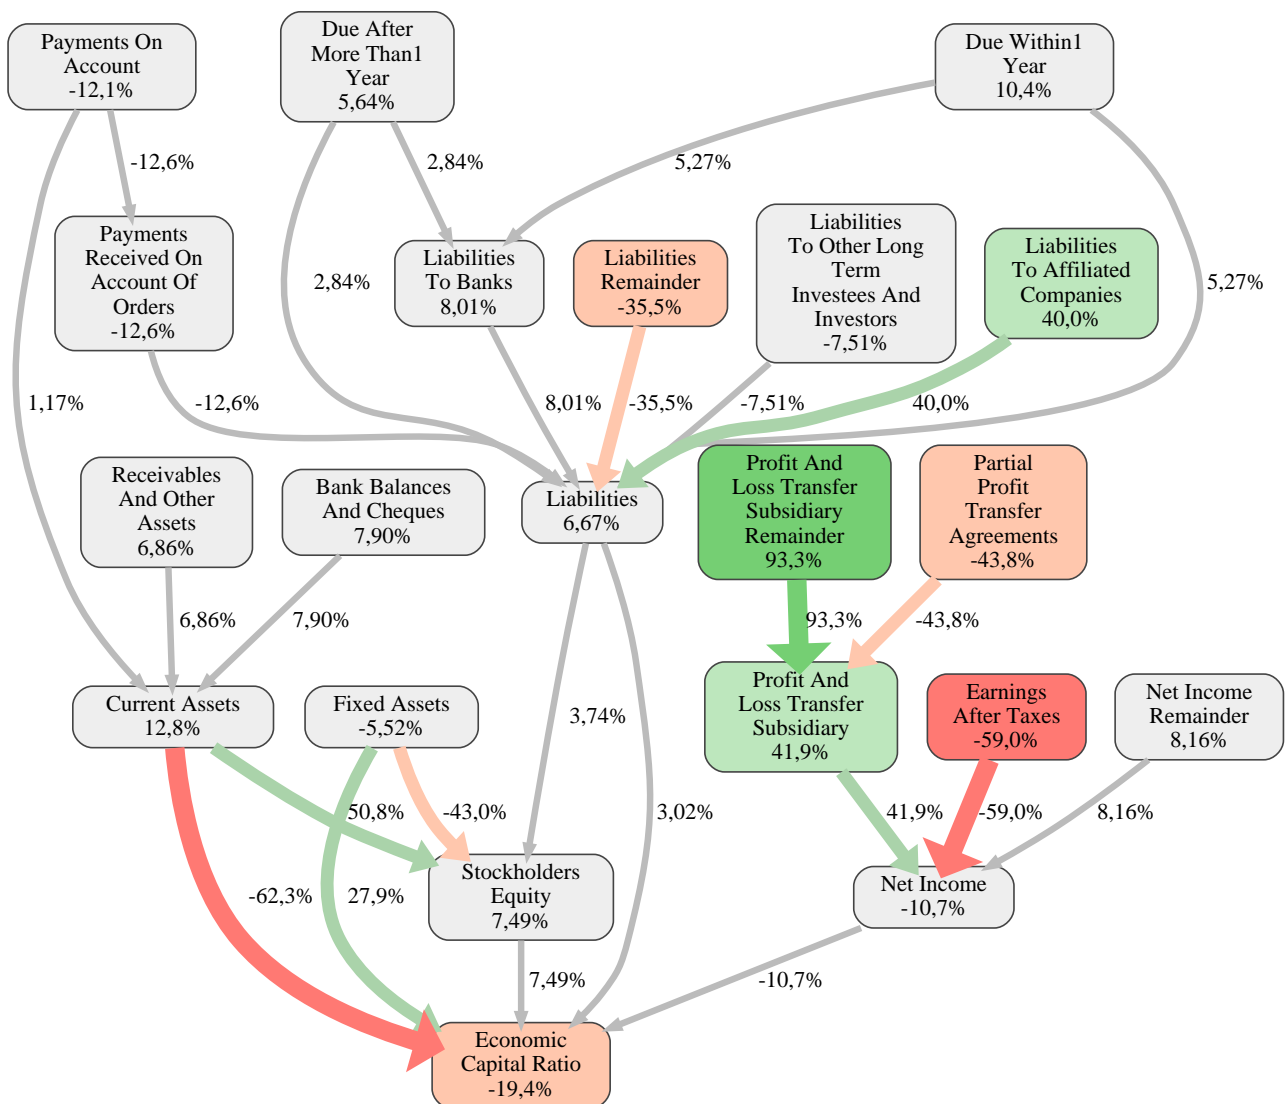 Payments On
Account
-12,1%
Due After
More Than1
Year
5,64%
Due Within1
Year
10,4%
-12,6%
2,84%
5,27%
Payments
Received On
Account Of
Orders
-12,6%
Liabilities
To Banks
8,01%
Liabilities
Remainder
-35,5%
Liabilities
To Other Long
Term
Investees And
Investors
-7,51%
Liabilities
To Affiliated
Companies
40,0%
2,84%
5,27%
1,17%
-12,6%
8,01%
-35,5%
-7,51%
40,0%
Receivables
And Other
Assets
6,86%
Bank Balances
And Cheques
7,90%
Liabilities
6,67%
Profit And
Loss Transfer
Subsidiary
Remainder
93,3%
Partial
Profit
Transfer
Agreements
-43,8%
6,86%
7,90%
93,3%
-43,8%
Current Assets
12,8%
Fixed Assets
-5,52%
3,74%
Profit And
Loss Transfer
Subsidiary
41,9%
Earnings
After Taxes
-59,0%
Net Income
Remainder
8,16%
50,8%
-43,0%
3,02%
41,9%
-59,0%
8,16%
-62,3%
27,9%
Stockholders
Equity
7,49%
Net Income
-10,7%
7,49%
-10,7%
Economic
Capital Ratio
-19,4%